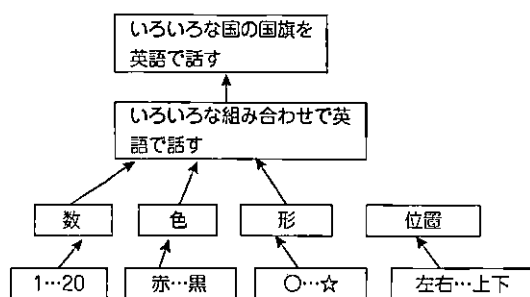 いろいろな国の国旗を
英語で話す
いろいろな組み合わせで英
語で話す
数
色
形
位置
1…20
赤…黒
○…☆
左右…上下